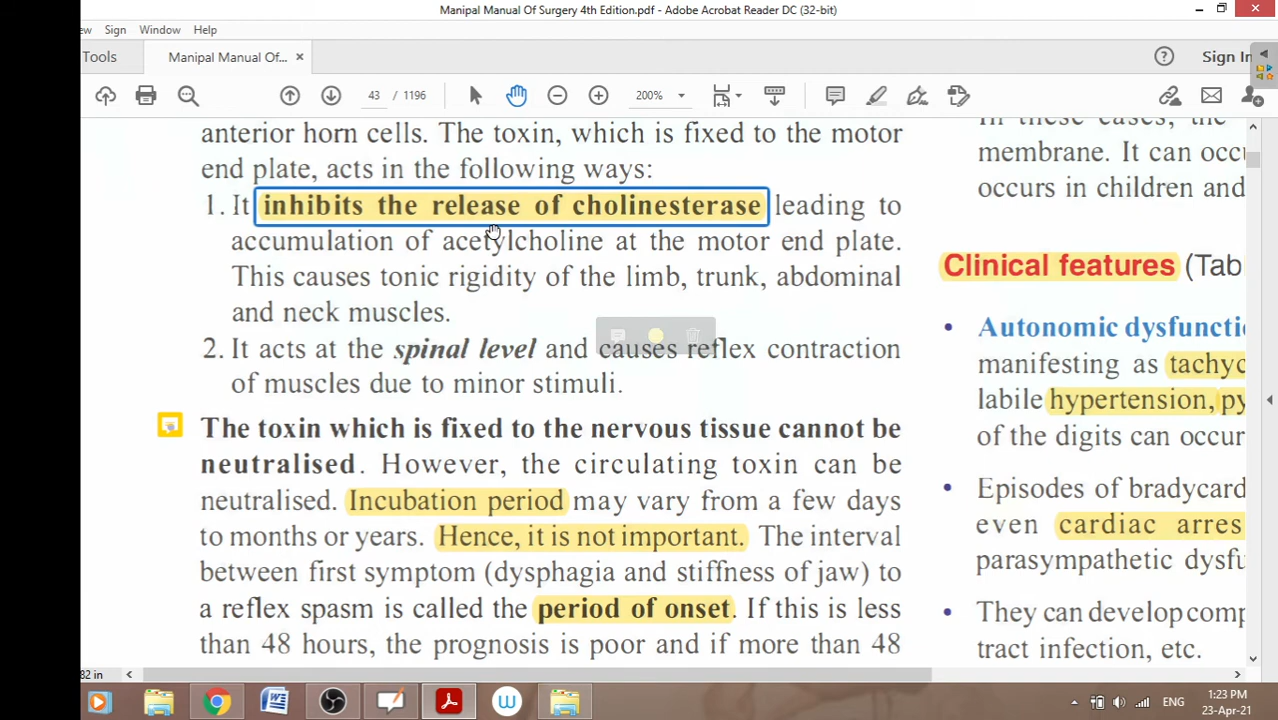 Manipal Manual Of Surgery 4th Edition.pdf - Adobe Acrobat Reader DC (32-bit)
ew Sign Window Help
Tools Manipal Manual Of... ×
Sign In
43 / 1196 200%
anterior horn cells. The toxin, which is fixed to the motor
end plate, acts in the following ways:
1. It inhibits the release of cholinesterase leading to
accumulation of acetylcholine at the motor end plate.
This causes tonic rigidity of the limb, trunk, abdominal
and neck muscles.
2. It acts at the spinal level and causes reflex contraction
of muscles due to minor stimuli.
The toxin which is fixed to the nervous tissue cannot be
neutralised. However, the circulating toxin can be
neutralised. Incubation period may vary from a few days
to months or years. Hence, it is not important. The interval
between first symptom (dysphagia and stiffness of jaw) to
a reflex spasm is called the period of onset. If this is less
than 48 hours, the prognosis is poor and if more than 48
In these cases, the
membrane. It can occu
occurs in children and
Clinical features (Tab
• Autonomic dysfuncti
manifesting as tachyc
labile hypertension, py
of the digits can occur
• Episodes of bradycard
even cardiac arres
parasympathetic dysfu
• They can develop comp
tract infection, etc.
82 in
ENG
1:23 PM
23-Apr-21